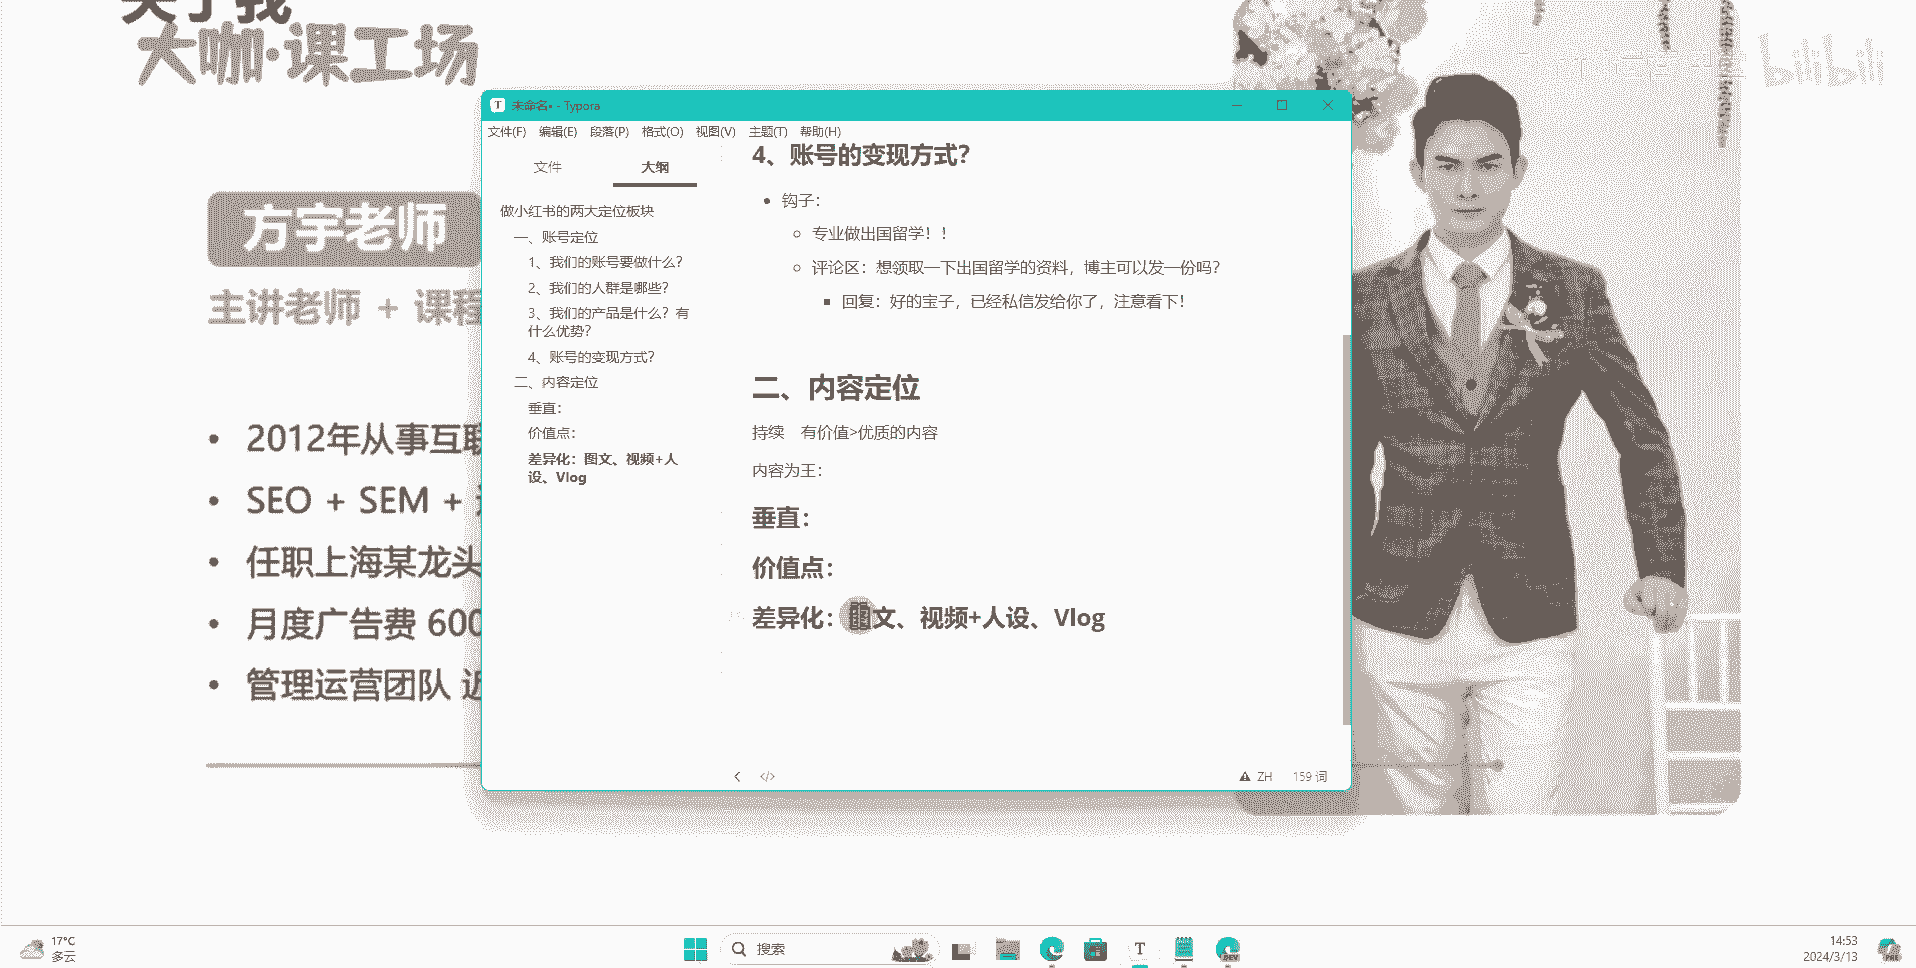 关于我
大咖·课工场
bilibili
方宇老师
主讲老师 + 课程
2012年从事互联
SEO + SEM +
任职上海某龙头
月度广告费 600
管理运营团队 近
未命名• - Typora
文件(F) 编辑(E) 段落(P) 格式(O) 视图(V) 主题(T) 帮助(H)
文件 大纲
做小红书的两大定位板块
一、账号定位
1、我们的账号要做什么？
2、我们的人群是哪些？
3、我们的产品是什么？有
什么优势？
4、账号的变现方式？
二、内容定位
垂直：
价值点：
差异化：图文、视频+人
设、Vlog
4、账号的变现方式？
钩子：
专业做出国留学！！
评论区：想领取一下出国留学的资料，博主可以发一份吗？
回复：好的宝子，已经私信发给你了，注意看下！
二、内容定位
持续 有价值>优质的内容
内容为王：
垂直：
价值点：
差异化：图文、视频+人设、Vlog
ZH 159 词
17°C
多云
搜索
T
DEV
14:53
2024/3/13
PRE